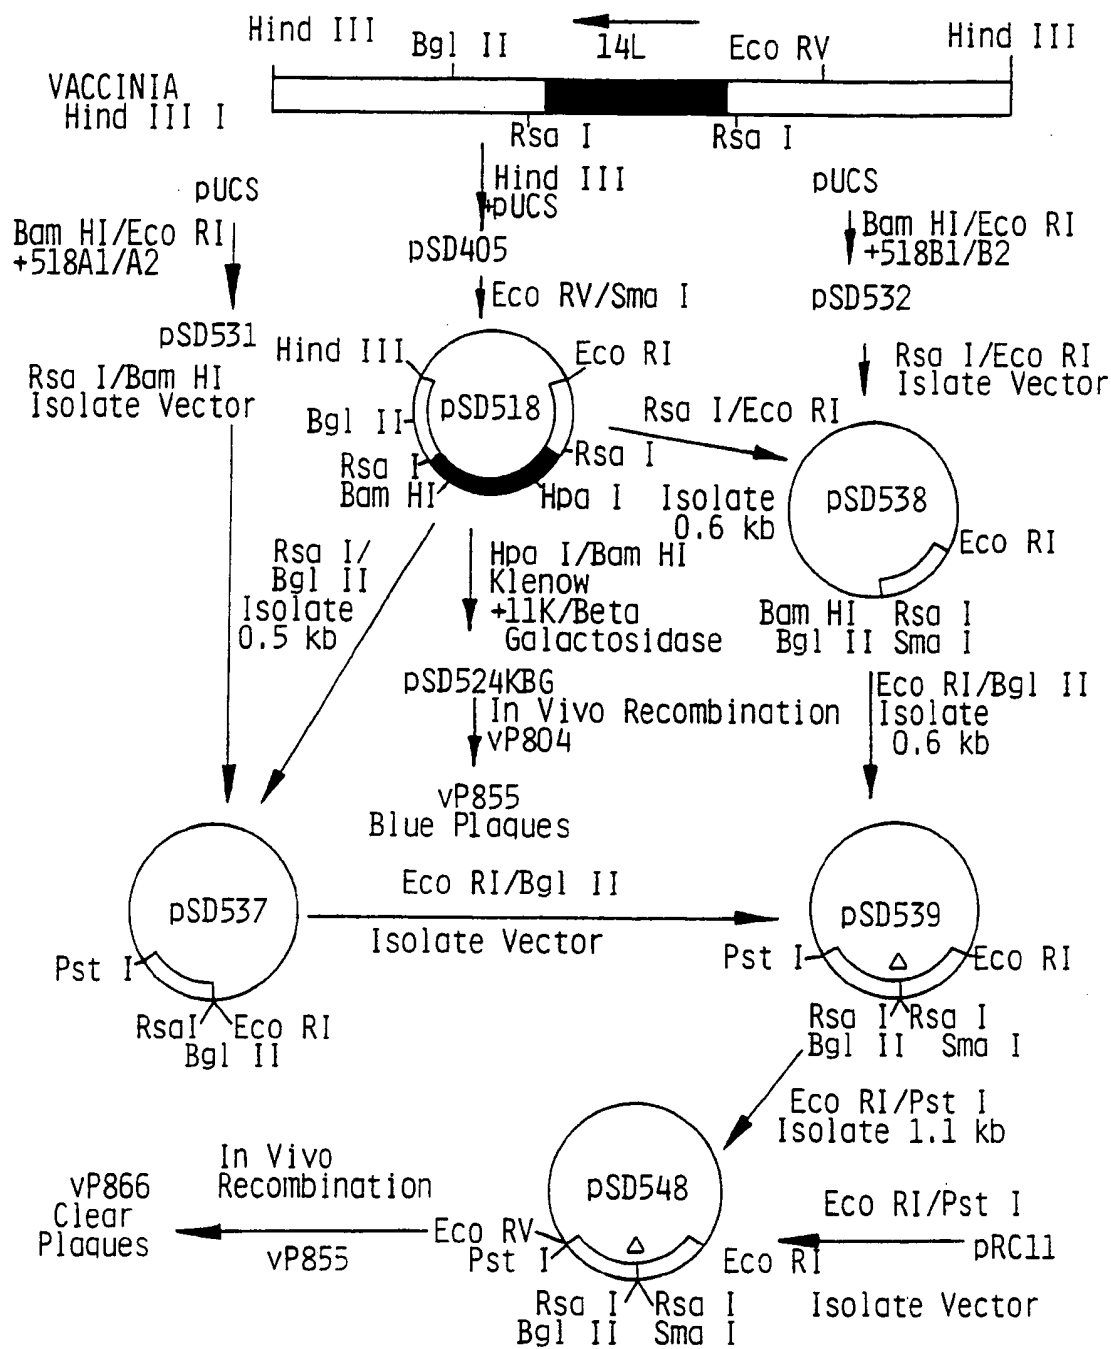 Hind III
Bgl II
14L
Eco RV
Hind III
VACCINIA
Hind III I
Rsa I
Rsa I
pUCS
Bam HI/Eco RI
+518A1/A2
pSD531
Rsa I/Bam HI
Isolate Vector
Hind III
+pUCS
pSD405
Eco RV/Sma I
pUCS
Bam HI/Eco RI
+518B1/B2
pSD532
Rsa I/Eco RI
Islate Vector
Hind III
Eco RI
pSD518
Bgl II
Rsa I
Bam HI
Rsa I
Hpa I
Rsa I/Eco RI
Isolate
0.6 kb
pSD538
Eco RI
Bam HI Rsa I
Bgl II Sma I
Rsa I/
Bgl II
Isolate
0.5 kb
Hpa I/Bam HI
Klenow
+11K/Beta
Galactosidase
pSD524KBG
In Vivo Recombination
vP804
vP855
Blue Plaques
Eco RI/Bgl II
Isolate
0.6 kb
pSD537
Pst I
RsaI Eco RI
Bgl II
Eco RI/Bgl II
Isolate Vector
pSD539
Pst I
Δ
Eco RI
Rsa I Rsa I
Bgl II Sma I
Eco RI/Pst I
Isolate 1.1 kb
pSD548
Eco RV
Pst I
Δ
Eco RI
Rsa I Rsa I
Bgl II Sma I
Eco RI/Pst I
pRC11
Isolate Vector
In Vivo
Recombination
vP855
vP866
Clear
Plaques